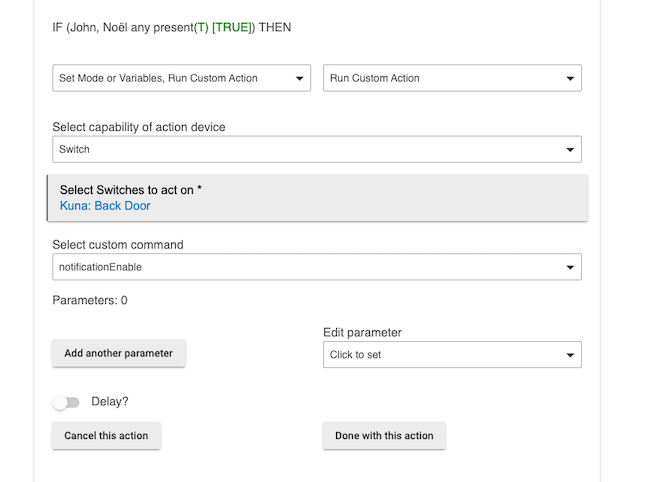 IF (John, Noël any present(T) [TRUE]) THEN
Set Mode or Variables, Run Custom Action
Run Custom Action
Select capability of action device
Switch
Select Switches to act on *
Kuna: Back Door
Select custom command
notificationEnable
Parameters: 0
Edit parameter
Add another parameter
Click to set
Delay?
Cancel this action
Done with this action